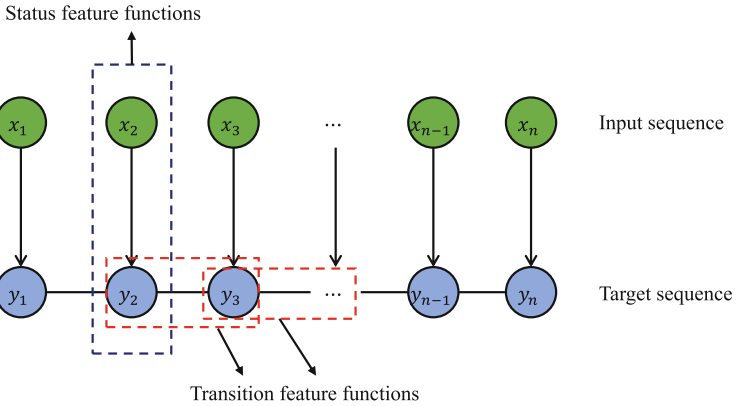 Status feature functions
x₁ x₂ x₃ ... xₙ₋₁ xₙ Input sequence
y₁ y₂ y₃ ... yₙ₋₁ yₙ Target sequence
Transition feature functions